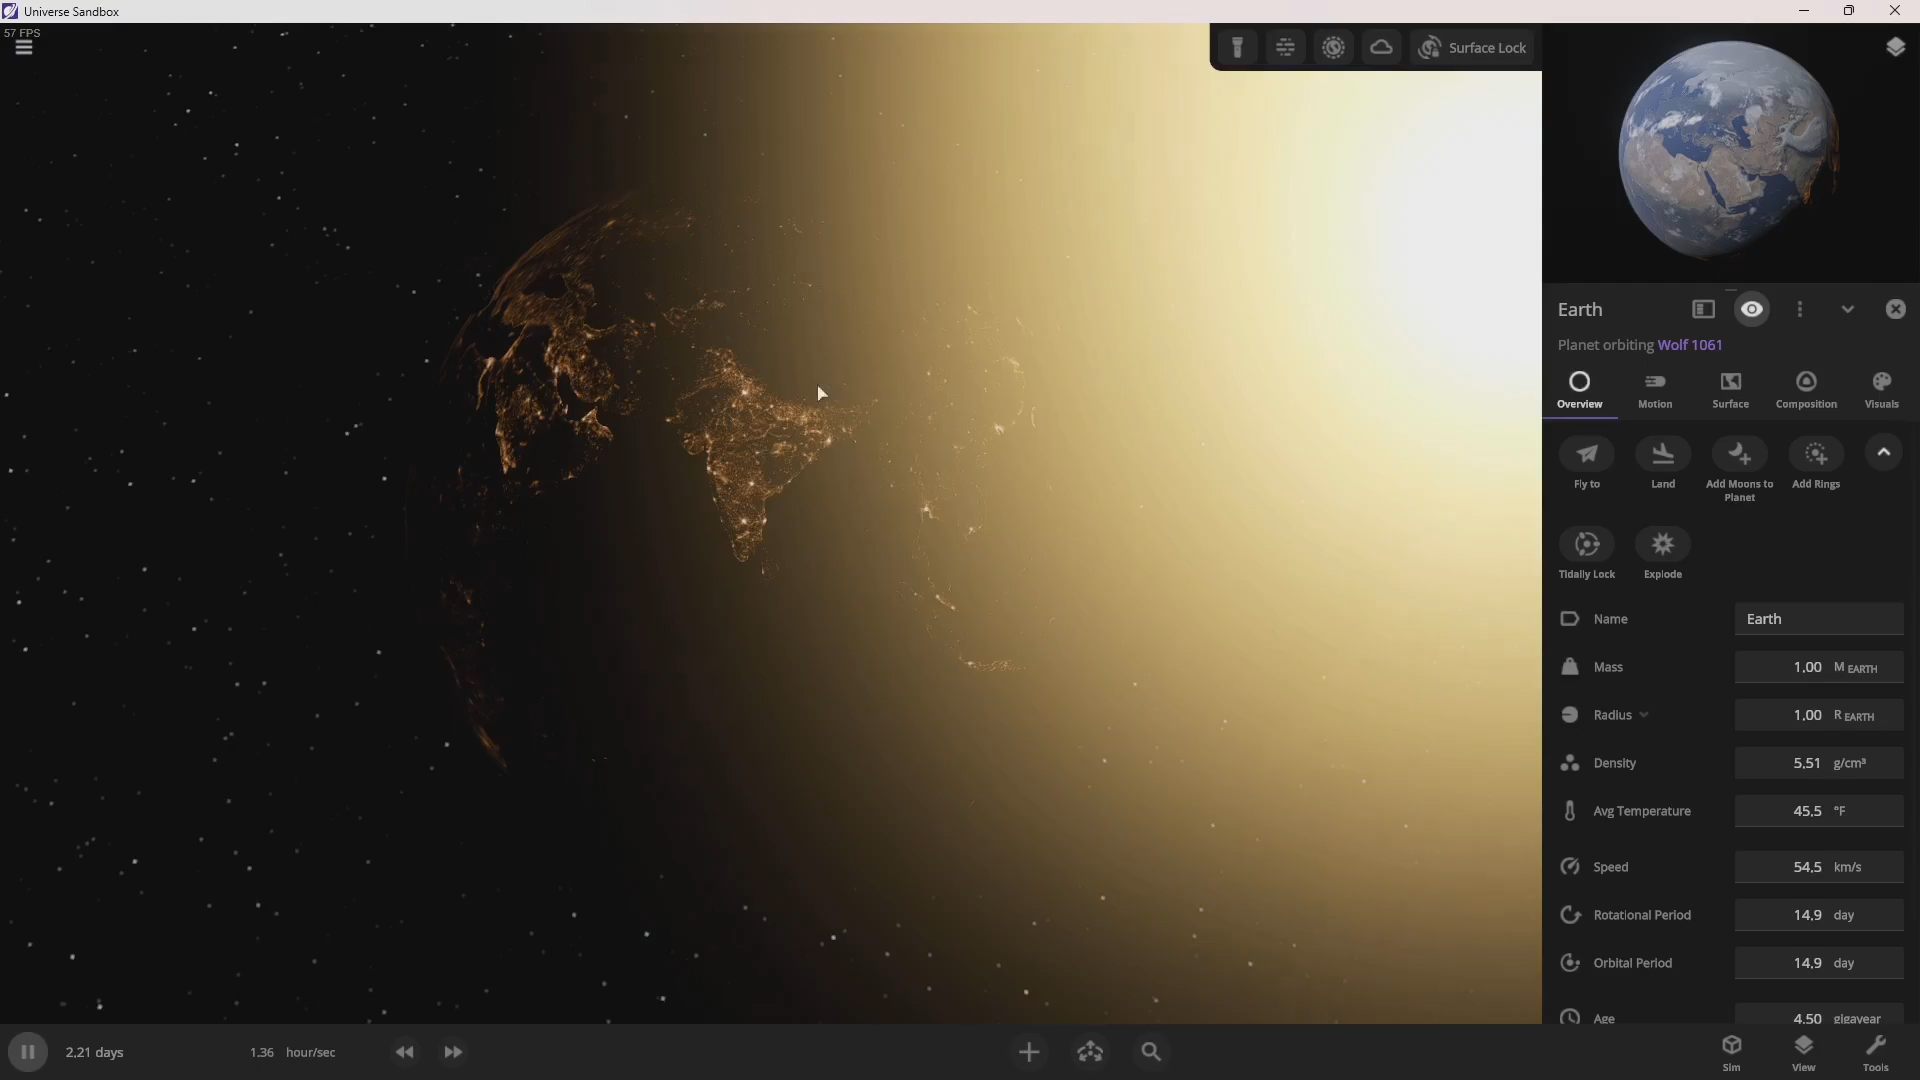 Universe Sandbox
57 FPS
Surface Lock
Earth
Planet orbiting Wolf 1061
Overview
Motion
Surface
Composition
Visuals
Fly to
Land
Add Moons to
Planet
Add Rings
Tidally Lock
Explode
Name Earth
Mass 1.00 M EARTH
Radius 1.00 R EARTH
Density 5.51 g/cm³
Avg Temperature 45.5 °F
Speed 54.5 km/s
Rotational Period 14.9 day
Orbital Period 14.9 day
Age 4.50 gigayear
2.21 days
1.36 hour/sec
Sim
View
Tools